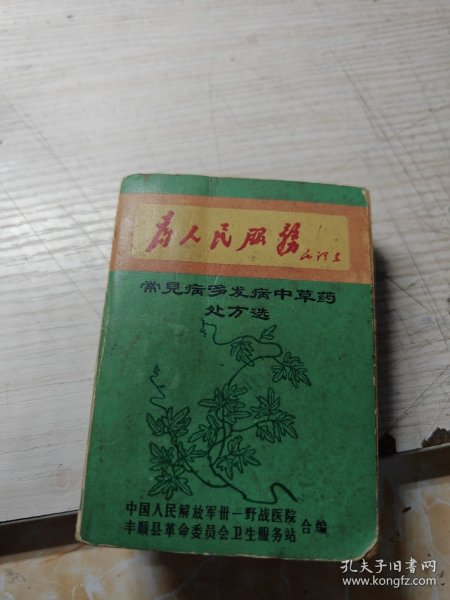 为人民服務
毛泽东
常見病多发病中草药
处方选
中国人民解放军卅一野战医院
丰顺县革命委员会卫生服务站
合编
孔夫子旧书网
www.kongfz.com